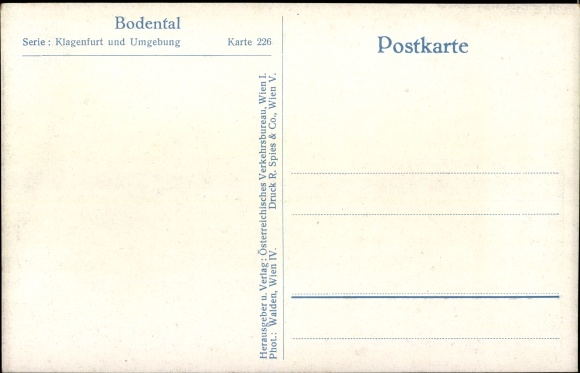 Bodental
Serie: Klagenfurt und Umgebung Karte 226
Postkarte
Herausgeber u. Verlag: Österreichisches Verkehrsbureau, Wien I.
Phot.: Walden, Wien IV. Druck R. Spies & Co., Wien V.